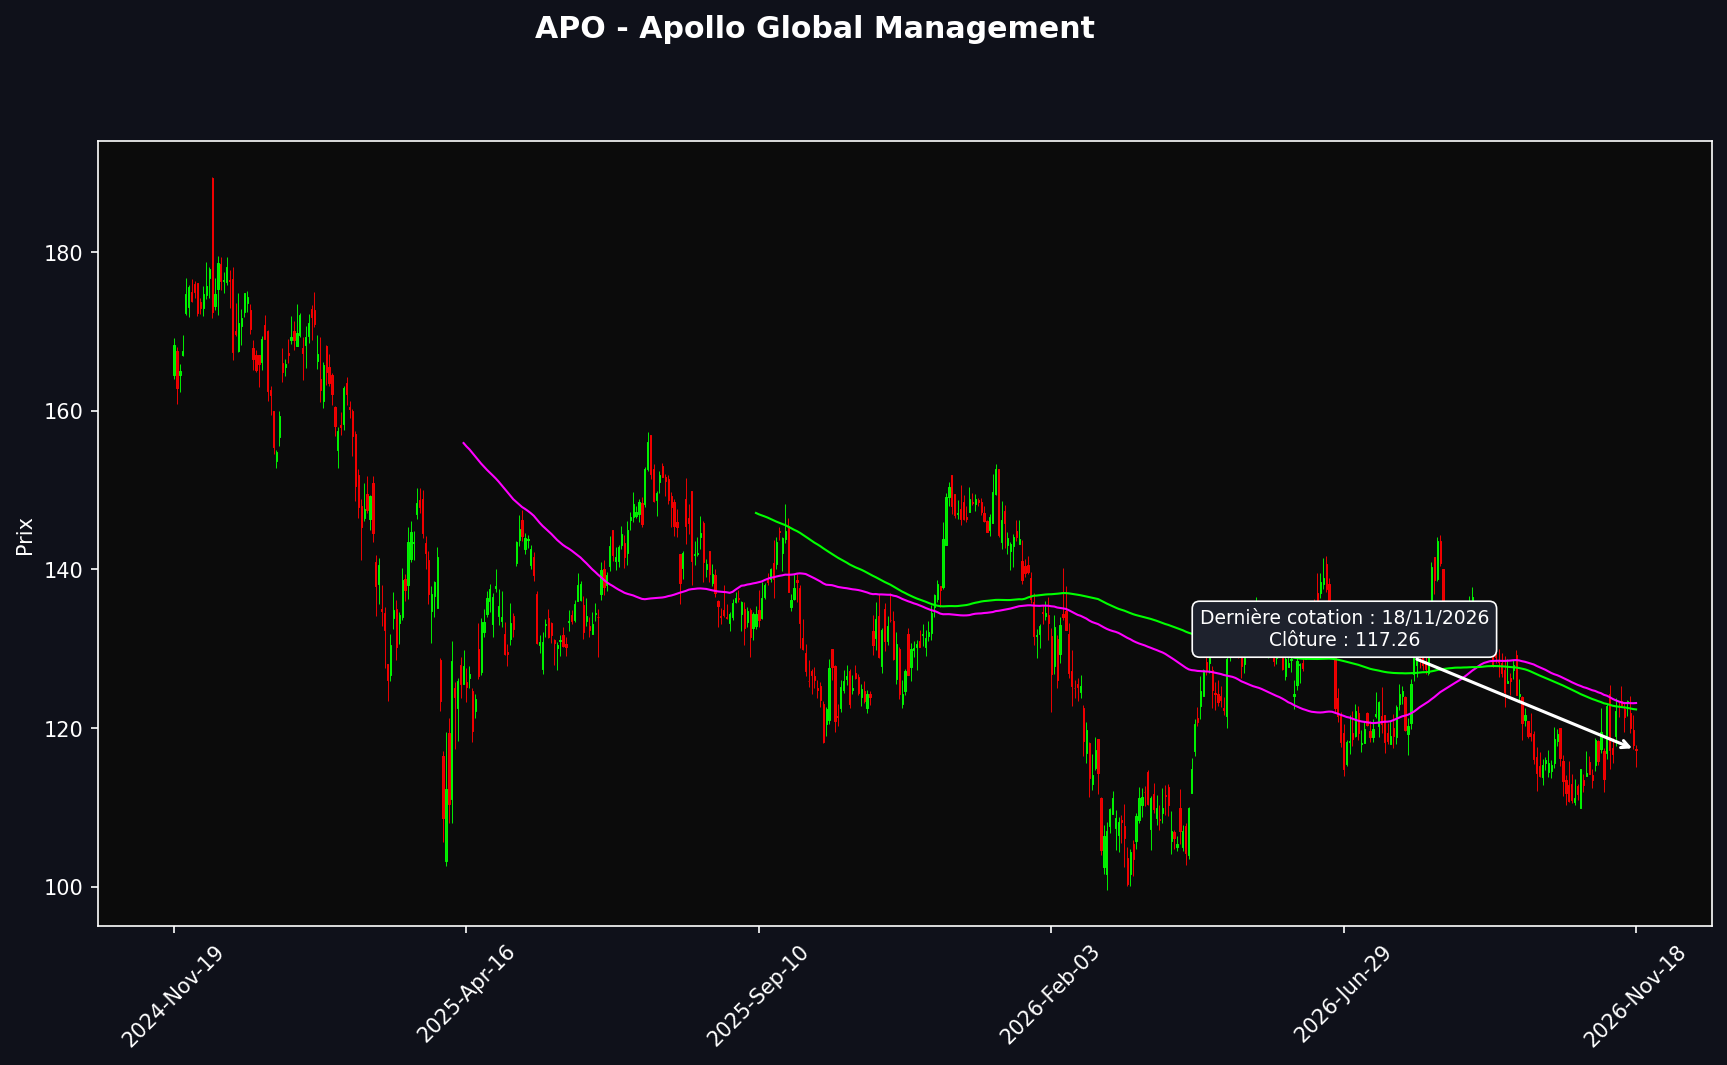 APO - Apollo Global Management
Prix
180
160
140
120
100
Dernière cotation : 18/11/2026
Clôture : 117.26
2024-Nov-19
2025-Apr-16
2025-Sep-10
2026-Feb-03
2026-Jun-29
2026-Nov-18